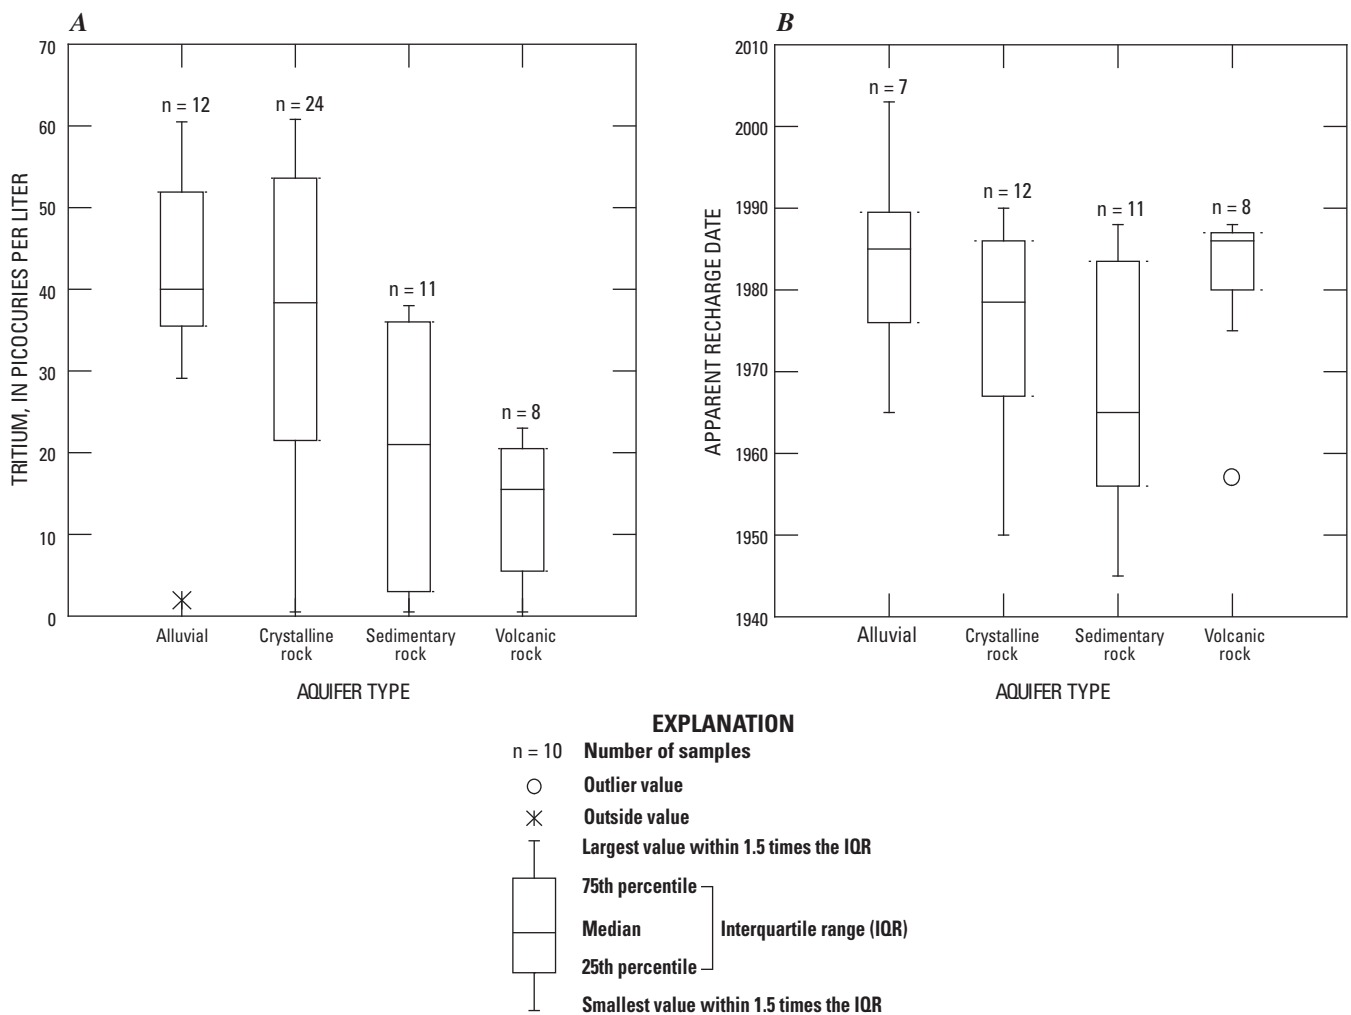 A
70
60
50
40
30
20
10
0
TRITIUM, IN PICOCURIES PER LITER
n = 12
n = 24
n = 11
n = 8
Alluvial
Crystalline
rock
Sedimentary
rock
Volcanic
rock
AQUIFER TYPE
B
2010
2000
1990
1980
1970
1960
1950
1940
APPARENT RECHARGE DATE
n = 7
n = 12
n = 11
n = 8
Alluvial
Crystalline
rock
Sedimentary
rock
Volcanic
rock
AQUIFER TYPE
EXPLANATION
n = 10 Number of samples
Outlier value
Outside value
Largest value within 1.5 times the IQR
75th percentile
Median
Interquartile range (IQR)
25th percentile
Smallest value within 1.5 times the IQR